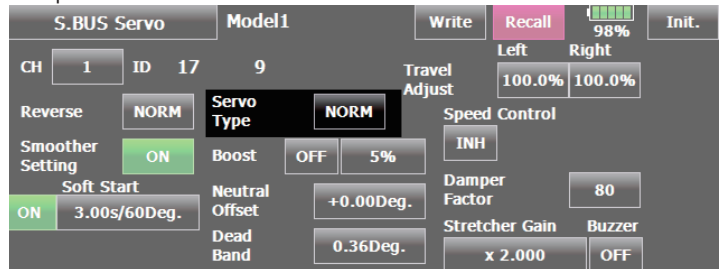 S.BUS Servo Model1 Write Recall 98% Init.
Left Right
CH 1 ID 17 9 Travel Adjust 100.0% 100.0%
Reverse NORM Servo Type NORM Speed Control
INH
Smoother Setting ON Boost OFF 5%
Soft Start
ON 3.00s/60Deg. Neutral Offset +0.00Deg. Damper Factor 80
Stretcher Gain Buzzer
Dead Band 0.36Deg. x 2.000 OFF